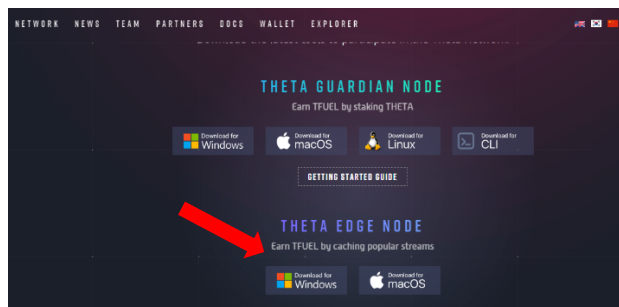 NETWORK NEWS TEAM PARTNERS DOCS WALLET EXPLORER
THETA GUARDIAN NODE
Earn TFUEL by staking THETA
Download for Windows
Download for macOS
Download for Linux
Download for CLI
GETTING STARTED GUIDE
THETA EDGE NODE
Earn TFUEL by caching popular streams
Download for Windows
Download for macOS